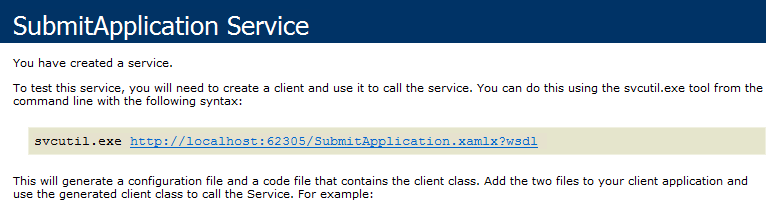 SubmitApplication Service
You have created a service.
To test this service, you will need to create a client and use it to call the service. You can do this using the svcutil.exe tool from the
command line with the following syntax:
svcutil.exe http://localhost:62305/SubmitApplication.xamlx?wsdl
This will generate a configuration file and a code file that contains the client class. Add the two files to your client application and
use the generated client class to call the Service. For example: